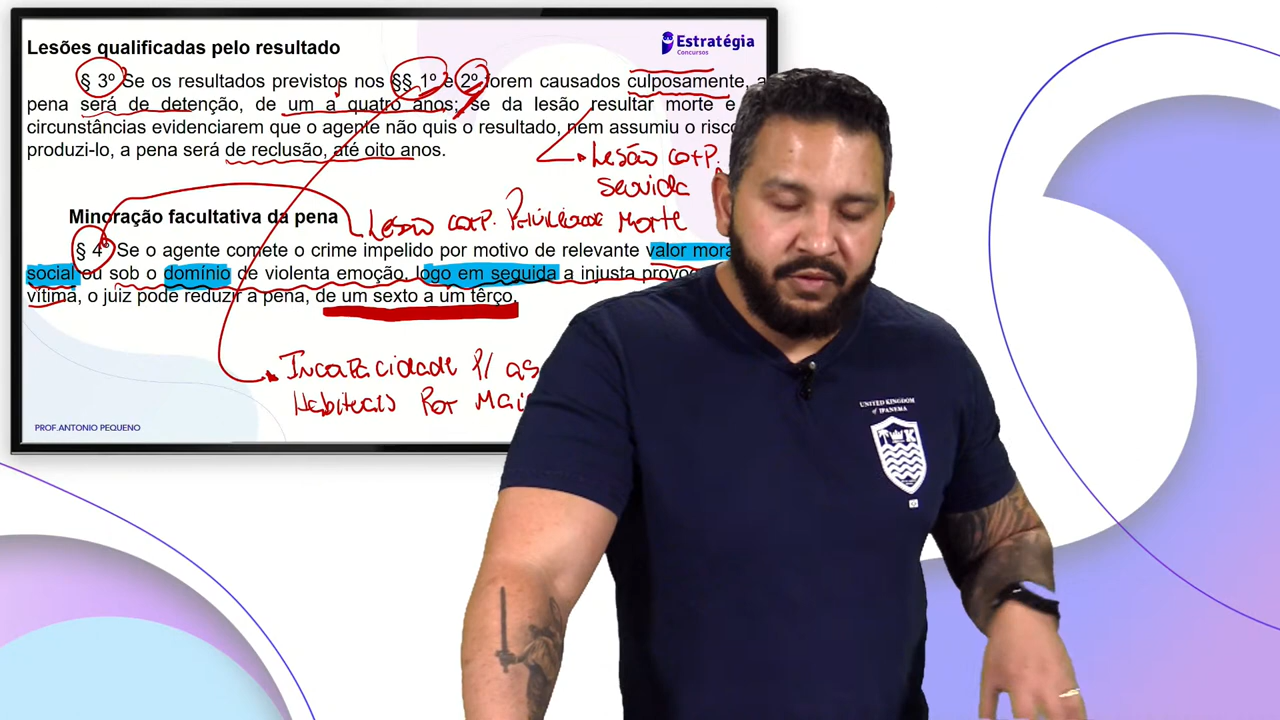 Lesões qualificadas pelo resultado
Estratégia
Concursos
§ 3º Se os resultados previstos nos §§ 1º e 2º forem causados culposamente, a
pena será de detenção, de um a quatro anos; se da lesão resultar morte e
circunstâncias evidenciarem que o agente não quis o resultado, nem assumiu o risco
produzi-lo, a pena será de reclusão, até oito anos.
Lesão corp.
seguida
morte
Minoração facultativa da pena
Lesão corp.
§ 4º Se o agente comete o crime impelido por motivo de relevante valor mora
social ou sob o domínio de violenta emoção, logo em seguida a injusta provoc
vítima, o juiz pode reduzir a pena, de um sexto a um têrço.
Incapacidade p/ as
Habituais por mai
PROF.ANTONIO PEQUENO
UNITED KINGDOM
of IPANEMA